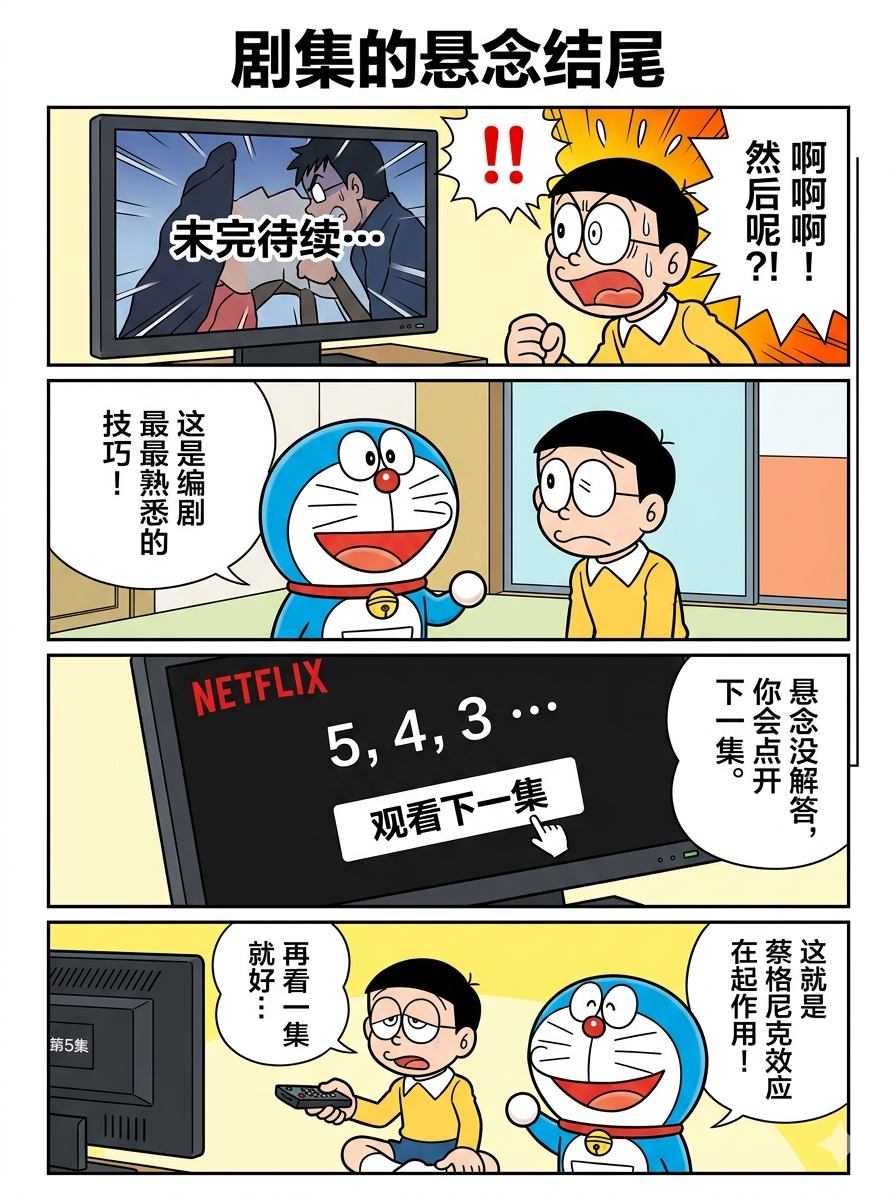 剧集的悬念结尾
未完待续…
!!
啊啊啊！
然后呢?!
这是编剧
最最熟悉的
技巧！
NETFLIX
5, 4, 3 …
观看下一集
悬念没解答，
你会点开
下一集。
第5集
再看一集
就好…
这就是
蔡格尼克效应
在起作用！